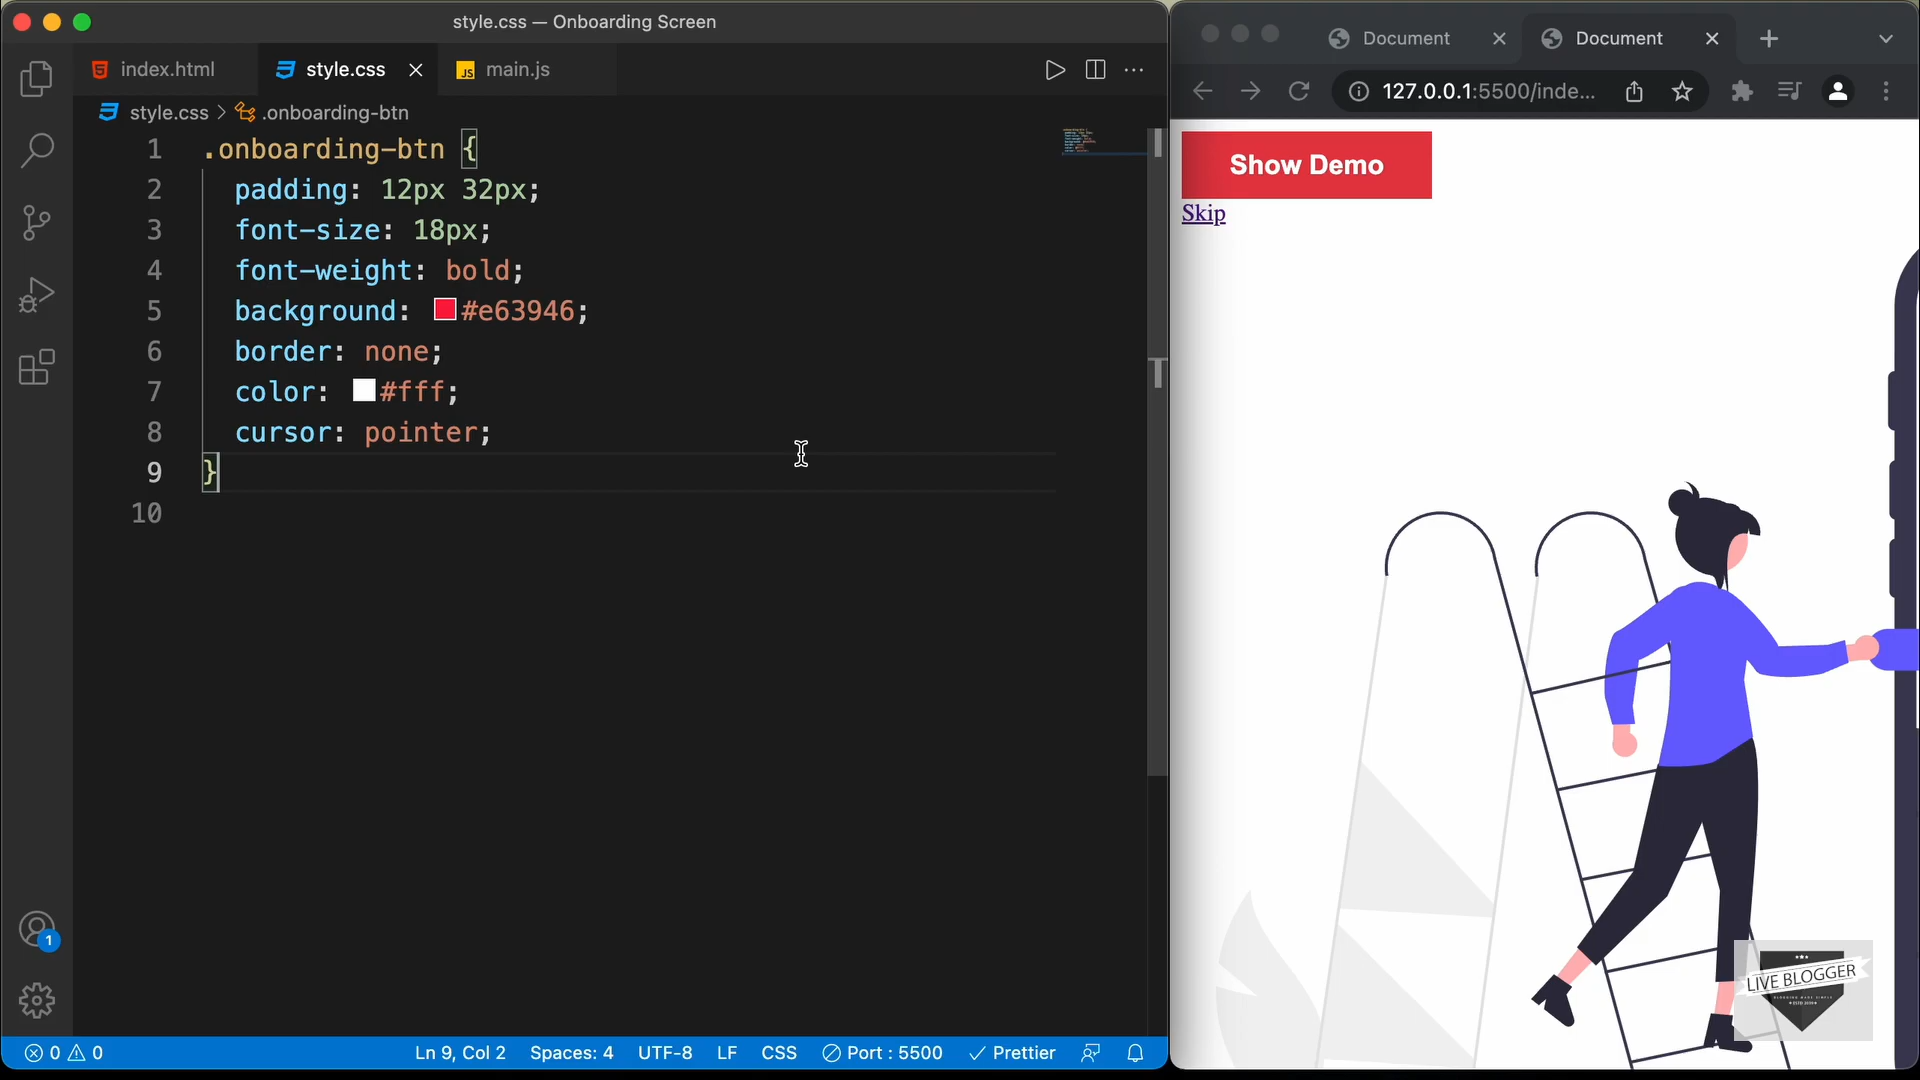 style.css — Onboarding Screen
index.html
style.css
JS main.js
style.css > .onboarding-btn
1 .onboarding-btn {
2 padding: 12px 32px;
3 font-size: 18px;
4 font-weight: bold;
5 background: #e63946;
6 border: none;
7 color: #fff;
8 cursor: pointer;
9 }
10
1
0 0 Ln 9, Col 2 Spaces: 4 UTF-8 LF CSS Port : 5500 Prettier
Document
Document
127.0.0.1:5500/inde...
Show Demo
Skip
LIVE BLOGGER